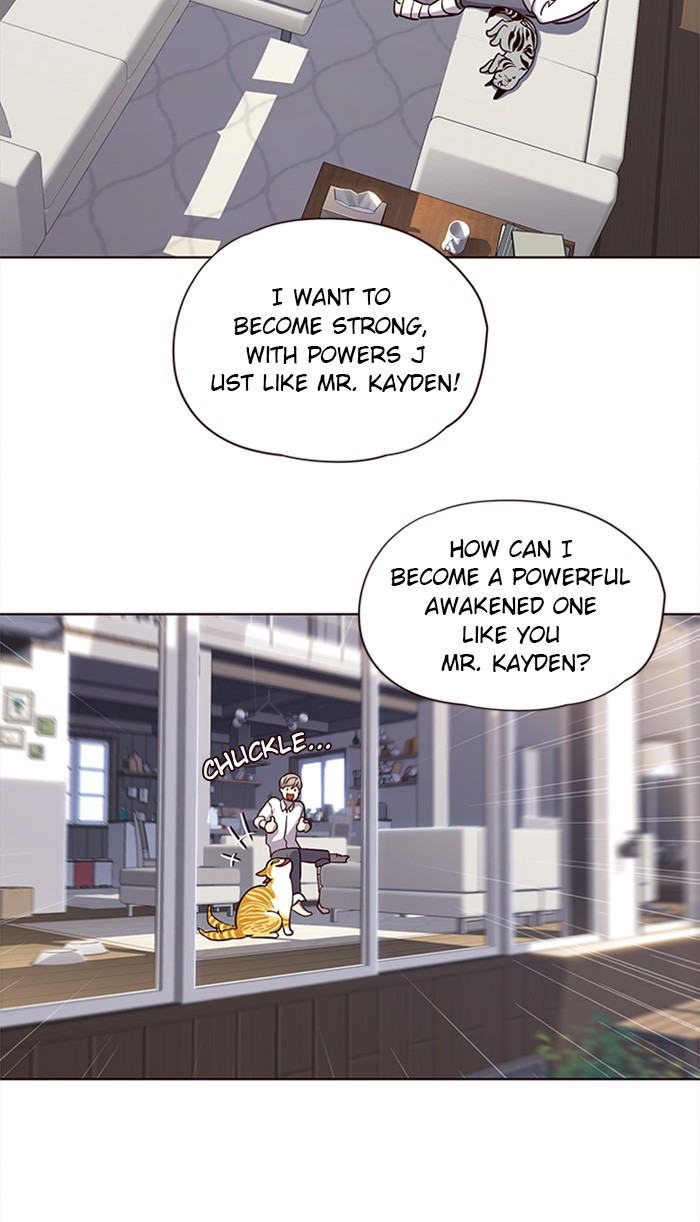 I WANT TO
BECOME STRONG,
WITH POWERS J
UST LIKE MR. KAYDEN!
HOW CAN I
BECOME A POWERFUL
AWAKENED ONE
LIKE YOU
MR. KAYDEN?
CHUCKLE...